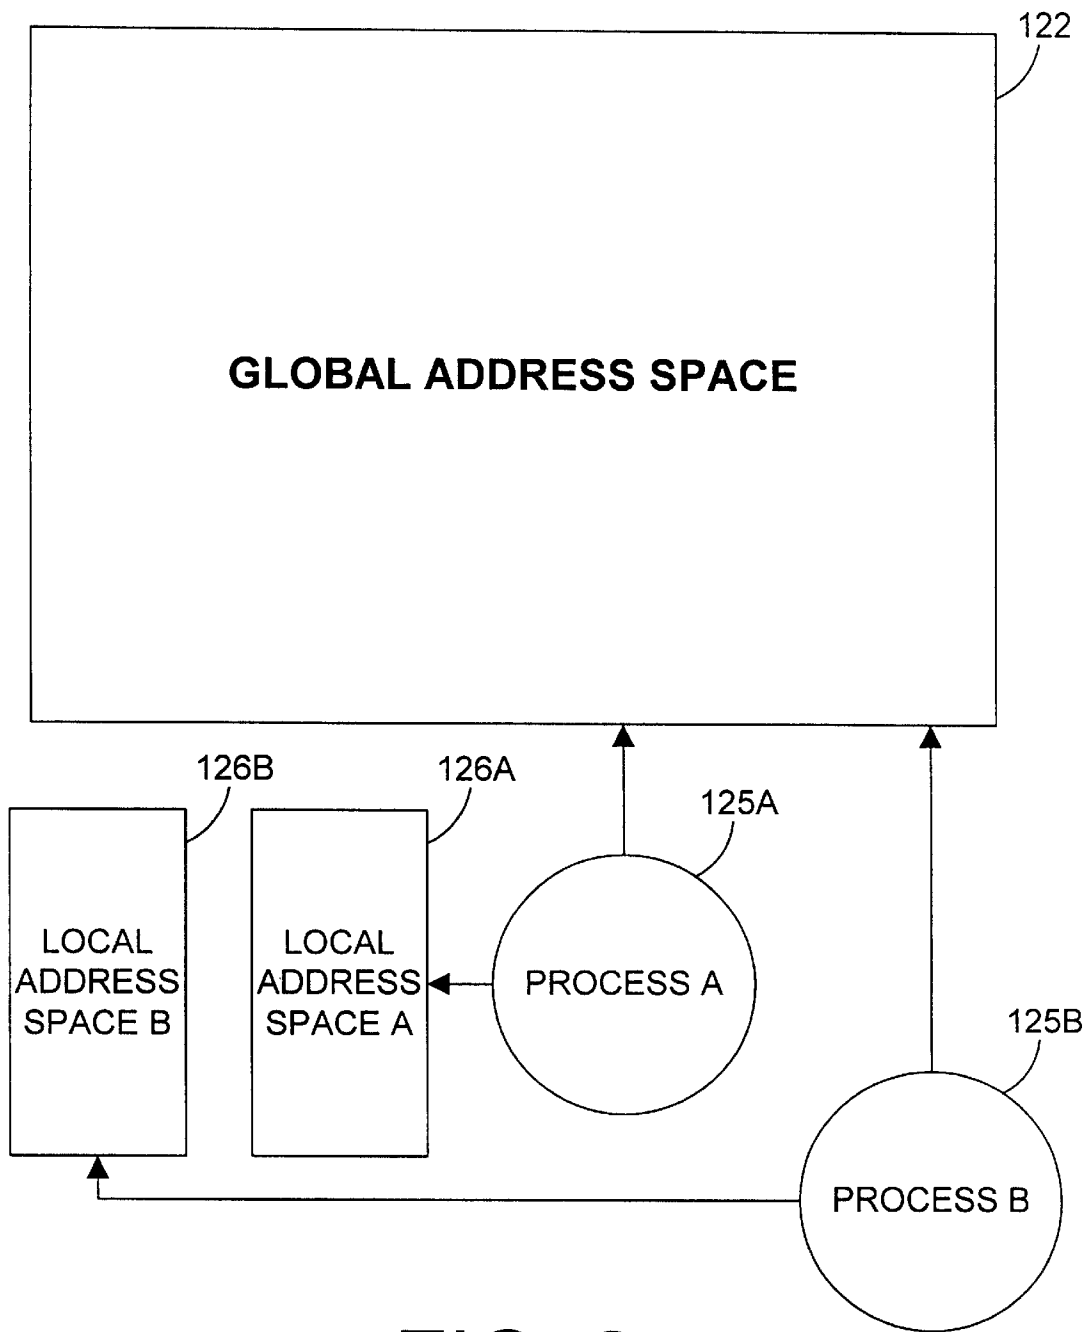 122
GLOBAL ADDRESS SPACE
126B
126A
125A
LOCAL
ADDRESS
SPACE B
LOCAL
ADDRESS
SPACE A
PROCESS A
125B
PROCESS B